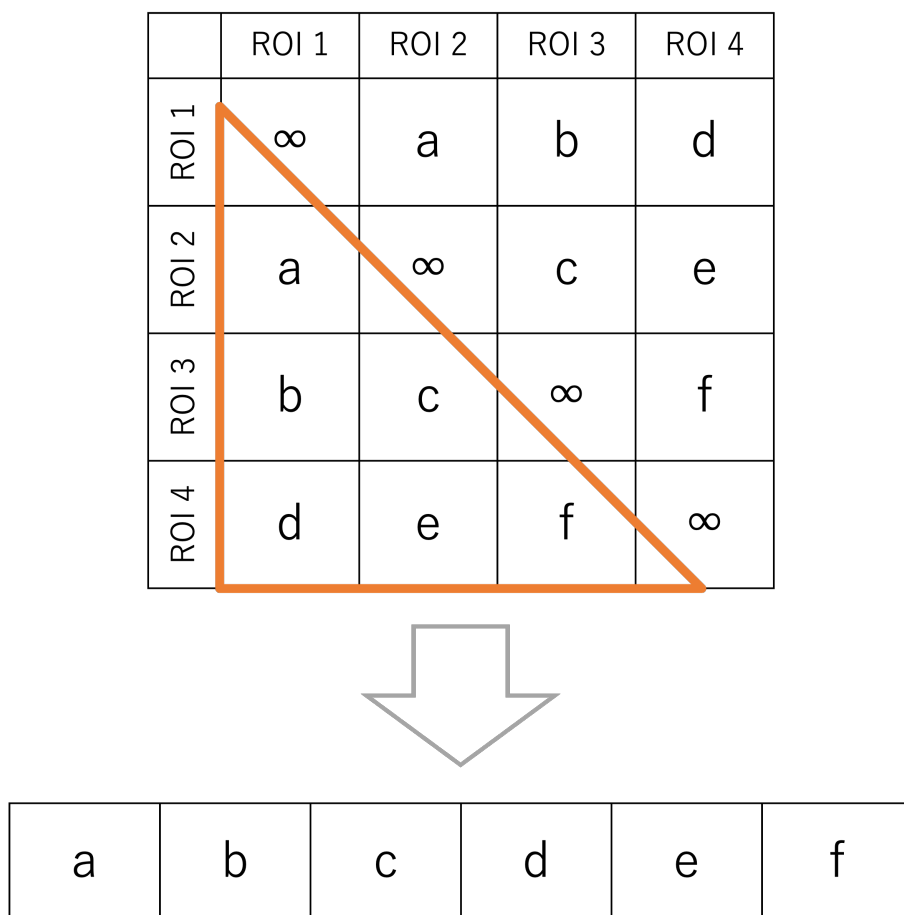 ROI 1 ROI 2 ROI 3 ROI 4
ROI 1 ∞ a b d
ROI 2 a ∞ c e
ROI 3 b c ∞ f
ROI 4 d e f ∞
a b c d e f